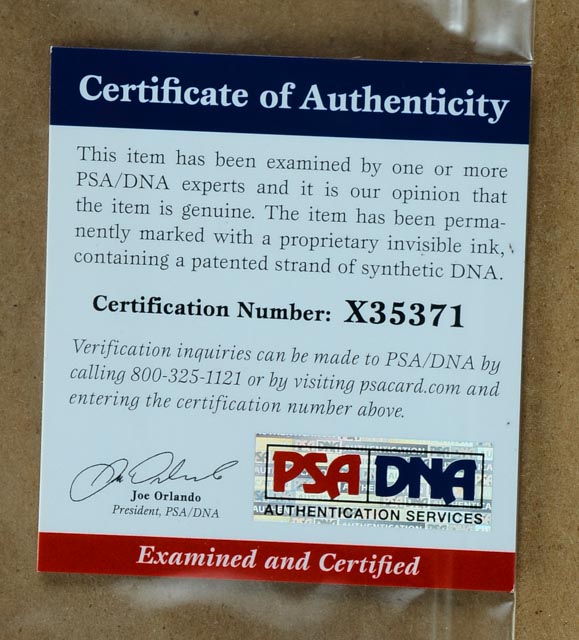 Certificate of Authenticity
This item has been examined by one or more
PSA/DNA experts and it is our opinion that
the item is genuine. The item has been perma-
nently marked with a proprietary invisible ink,
containing a patented strand of synthetic DNA.
Certification Number: X35371
Verification inquiries can be made to PSA/DNA by
calling 800-325-1121 or by visiting psacard.com and
entering the certification number above.
Joe Orlando
President, PSA/DNA
PSA DNA
AUTHENTICATION SERVICES
Examined and Certified